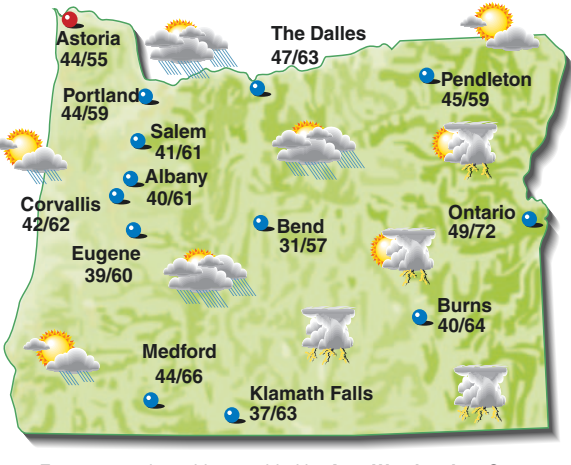 Astoria
44/55
The Dalles
47/63
Portland
44/59
Pendleton
45/59
Salem
41/61
Albany
40/61
Corvallis
42/62
Eugene
39/60
Bend
31/57
Ontario
49/72
Burns
40/64
Medford
44/66
Klamath Falls
37/63